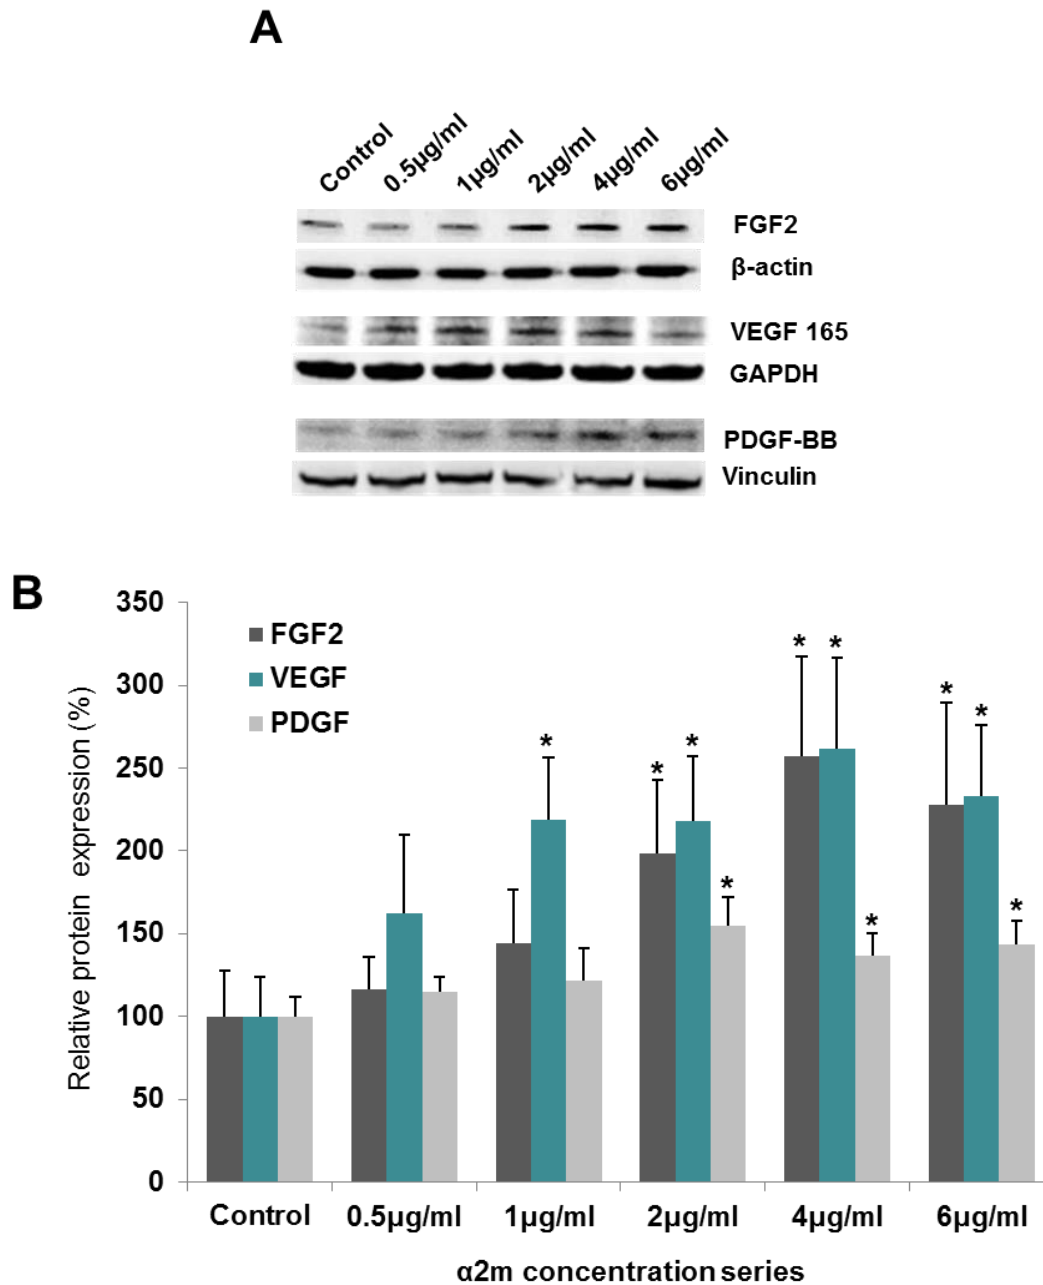 A
Control 0.5µg/ml 1µg/ml 2µg/ml 4µg/ml 6µg/ml
FGF2
β-actin
VEGF 165
GAPDH
PDGF-BB
Vinculin
B
Relative protein expression (%)
350
300
250
200
150
100
50
0
FGF2
VEGF
PDGF
* * * * * * * * * *
Control 0.5µg/ml 1µg/ml 2µg/ml 4µg/ml 6µg/ml
α2m concentration series